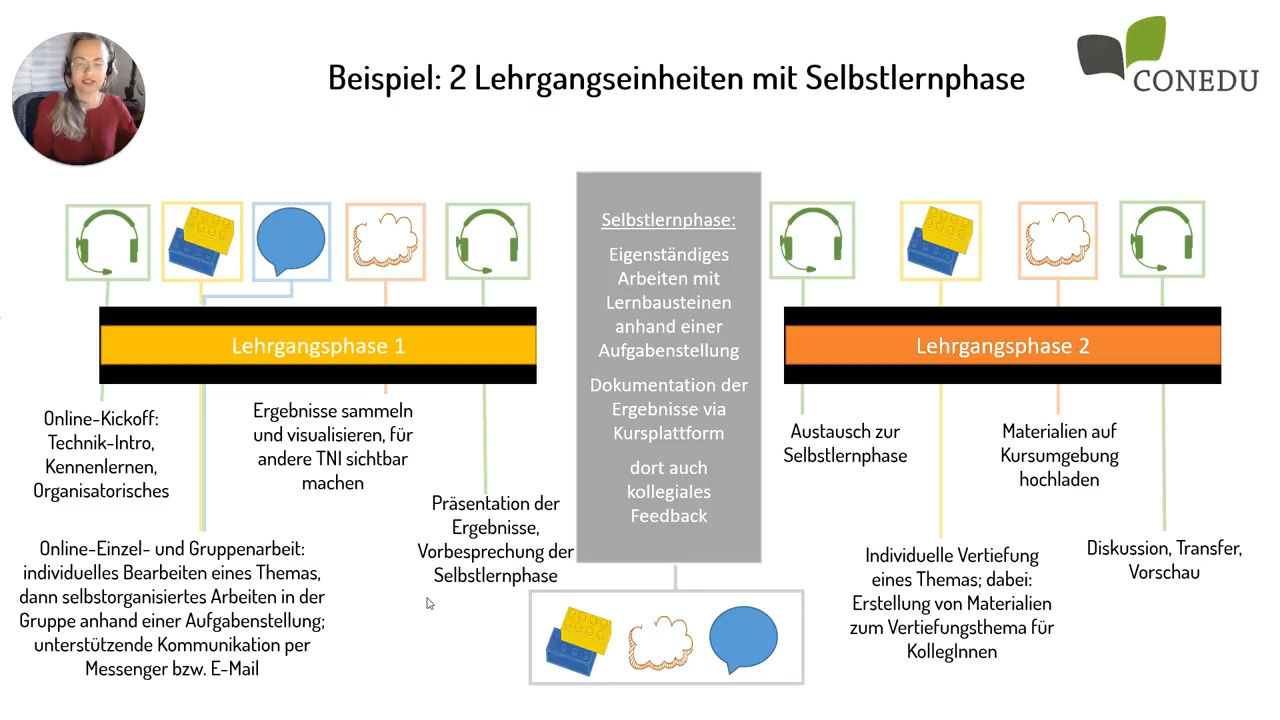 Beispiel: 2 Lehrgangseinheiten mit Selbstlernphase
CONEDU
Lehrgangsphase 1
Online-Kickoff:
Technik-Intro,
Kennenlernen,
Organisatorisches
Online-Einzel- und Gruppenarbeit:
individuelles Bearbeiten eines Themas,
dann selbstorganisiertes Arbeiten in der
Gruppe anhand einer Aufgabenstellung;
unterstützende Kommunikation per
Messenger bzw. E-Mail
Ergebnisse sammeln
und visualisieren, für
andere TNI sichtbar
machen
Präsentation der
Ergebnisse,
Vorbesprechung der
Selbstlernphase
Selbstlernphase:
Eigenständiges
Arbeiten mit
Lernbausteinen
anhand einer
Aufgabenstellung
Dokumentation der
Ergebnisse via
Kursplattform
dort auch
kollegiales
Feedback
Lehrgangsphase 2
Austausch zur
Selbstlernphase
Individuelle Vertiefung
eines Themas; dabei:
Erstellung von Materialien
zum Vertiefungsthema für
KollegInnen
Materialien auf
Kursumgebung
hochladen
Diskussion, Transfer,
Vorschau